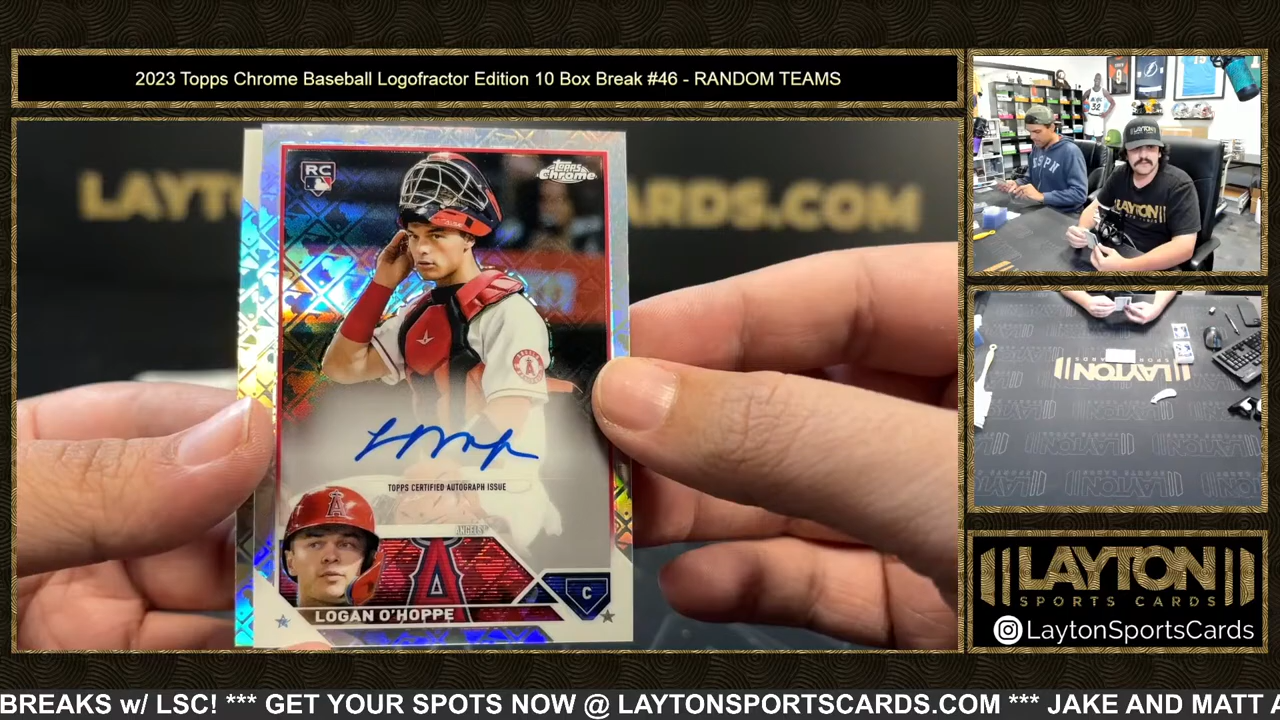 2023 Topps Chrome Baseball Logofractor Edition 10 Box Break #46 - RANDOM TEAMS
RC
Topps Chrome
TOPPS CERTIFIED AUTOGRAPH ISSUE
ANGELS
A
C
LOGAN O'HOPPE
LAYTON
SPORTS CARDS
LaytonSportsCards
BREAKS w/ LSC! *** GET YOUR SPOTS NOW @ LAYTONSPORTSCARDS.COM *** JAKE AND MATT A